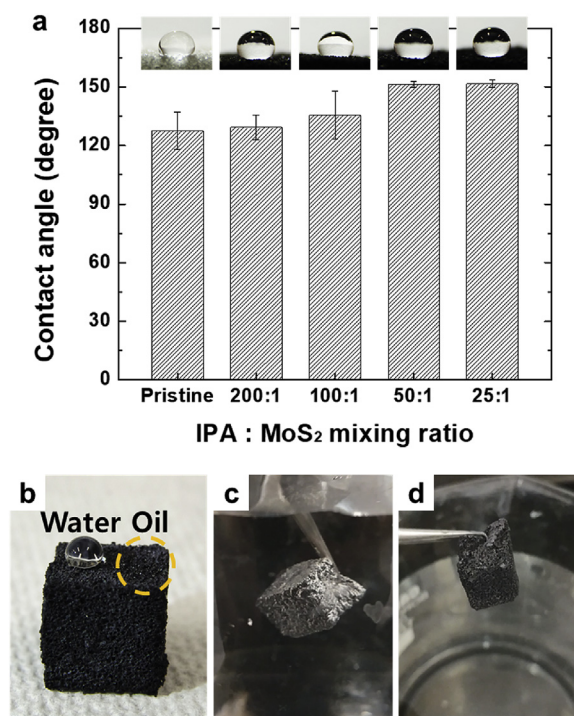 a
180
150
120
90
60
30
0
Contact angle (degree)
Pristine 200:1 100:1 50:1 25:1
IPA : MoS₂ mixing ratio
b c d
Water Oil